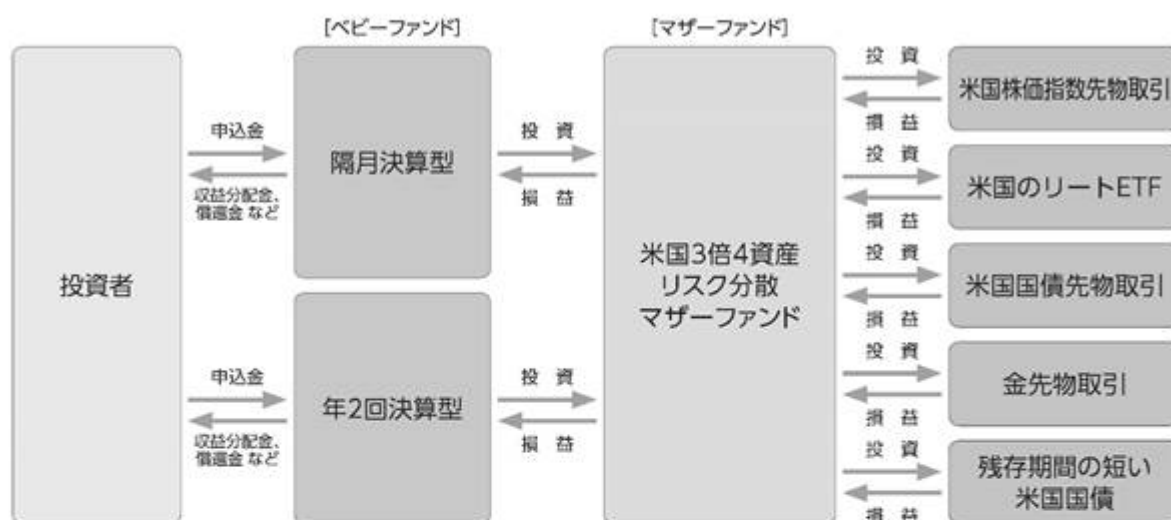 [ベビーファンド]
[マザーファンド]
投資者
申込金
収益分配金、
償還金 など
隔月決算型
投 資
損 益
申込金
収益分配金、
償還金 など
年2回決算型
投 資
損 益
米国3倍4資産
リスク分散
マザーファンド
投 資
損 益
米国株価指数先物取引
投 資
損 益
米国のリートETF
投 資
損 益
米国国債先物取引
投 資
損 益
金先物取引
投 資
損 益
残存期間の短い
米国国債